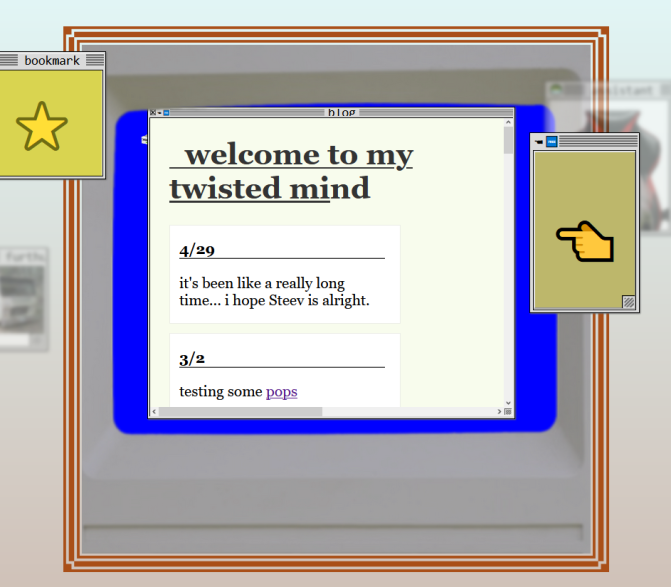 bookmark
blog
assistant
welcome to my
twisted mind
4/29
it's been like a really long
time... i hope Steev is alright.
3/2
testing some pops